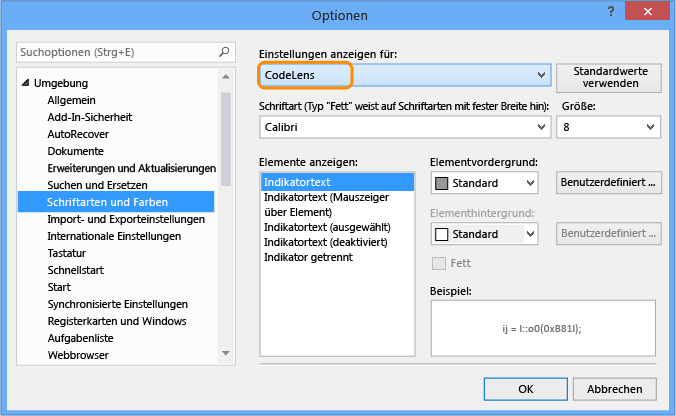 Optionen
?
Suchoptionen (Strg+E)
Umgebung
Allgemein
Add-In-Sicherheit
AutoRecover
Dokumente
Erweiterungen und Aktualisierungen
Suchen und Ersetzen
Schriftarten und Farben
Import- und Exporteinstellungen
Internationale Einstellungen
Tastatur
Schnellstart
Start
Synchronisierte Einstellungen
Registerkarten und Windows
Aufgabenliste
Webbrowser
Einstellungen anzeigen für:
CodeLens
Standardwerte
verwenden
Schriftart (Typ "Fett" weist auf Schriftarten mit fester Breite hin):
Größe:
Calibri
8
Elemente anzeigen:
Indikatortext
Indikatortext (Mauszeiger
über Element)
Indikatortext (ausgewählt)
Indikatortext (deaktiviert)
Indikator getrennt
Elementvordergrund:
Standard
Benutzerdefiniert ...
Elementhintergrund:
Standard
Benutzerdefiniert ...
Fett
Beispiel:
ij = I::o0(0xB81l);
OK
Abbrechen